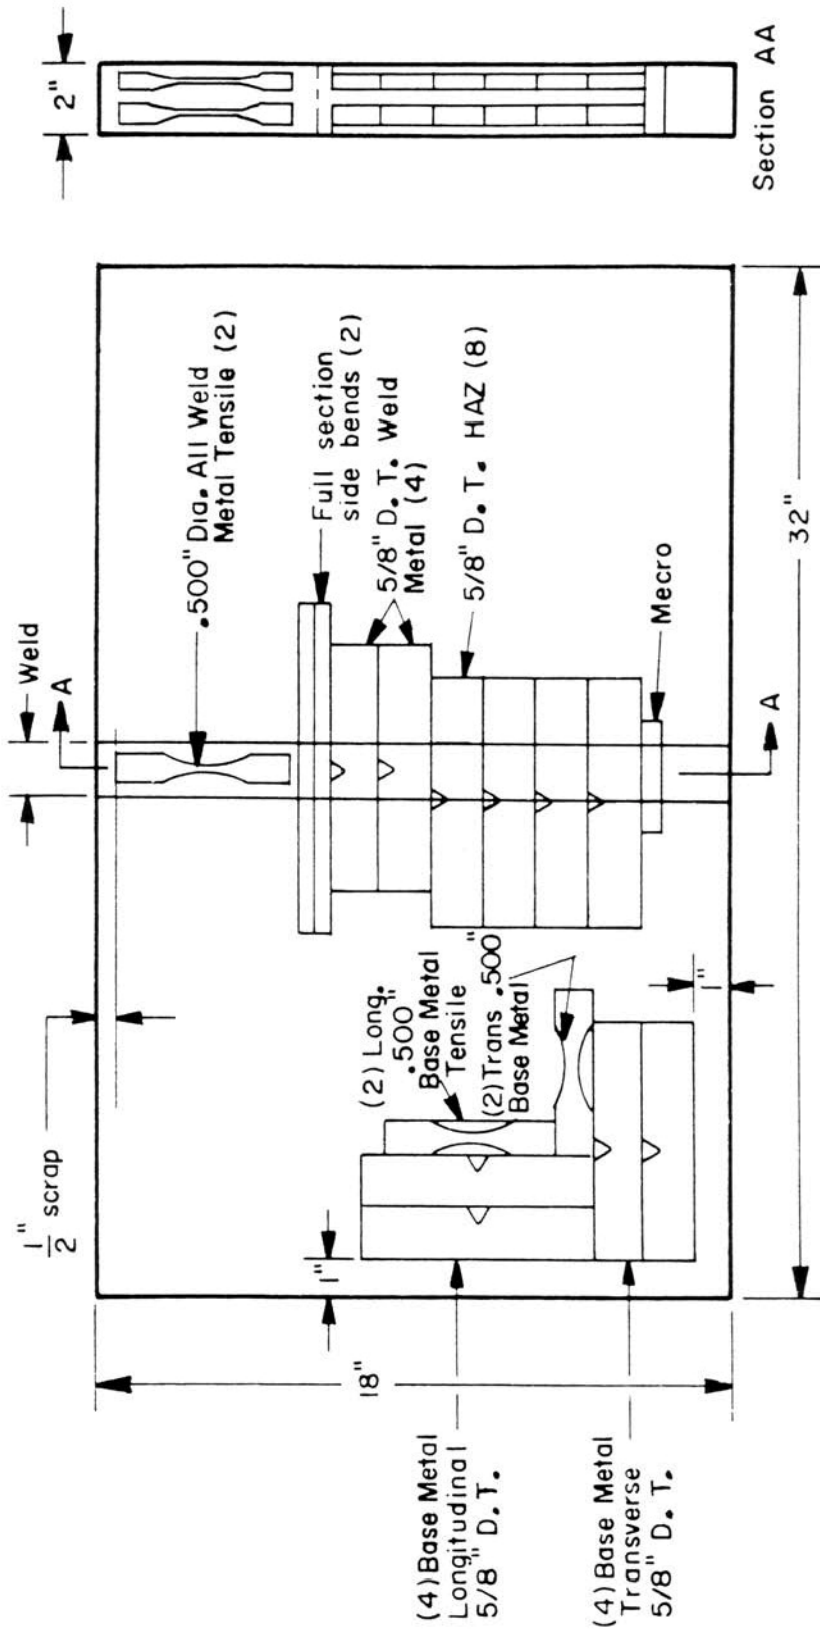 1/2" scrap
Weld
A
2"
.500" Dia. All Weld
Metal Tensile (2)
Full section
side bends (2)
5/8" D. T. Weld
Metal (4)
5/8" D. T. HAZ (8)
Mecro
A
Section AA
(2) Long.
.500"
Base Metal
Tensile
(2) Trans .500"
Base Metal
1"
1"
18"
32"
(4) Base Metal
Longitudinal
5/8" D. T.
(4) Base Metal
Transverse
5/8" D. T.